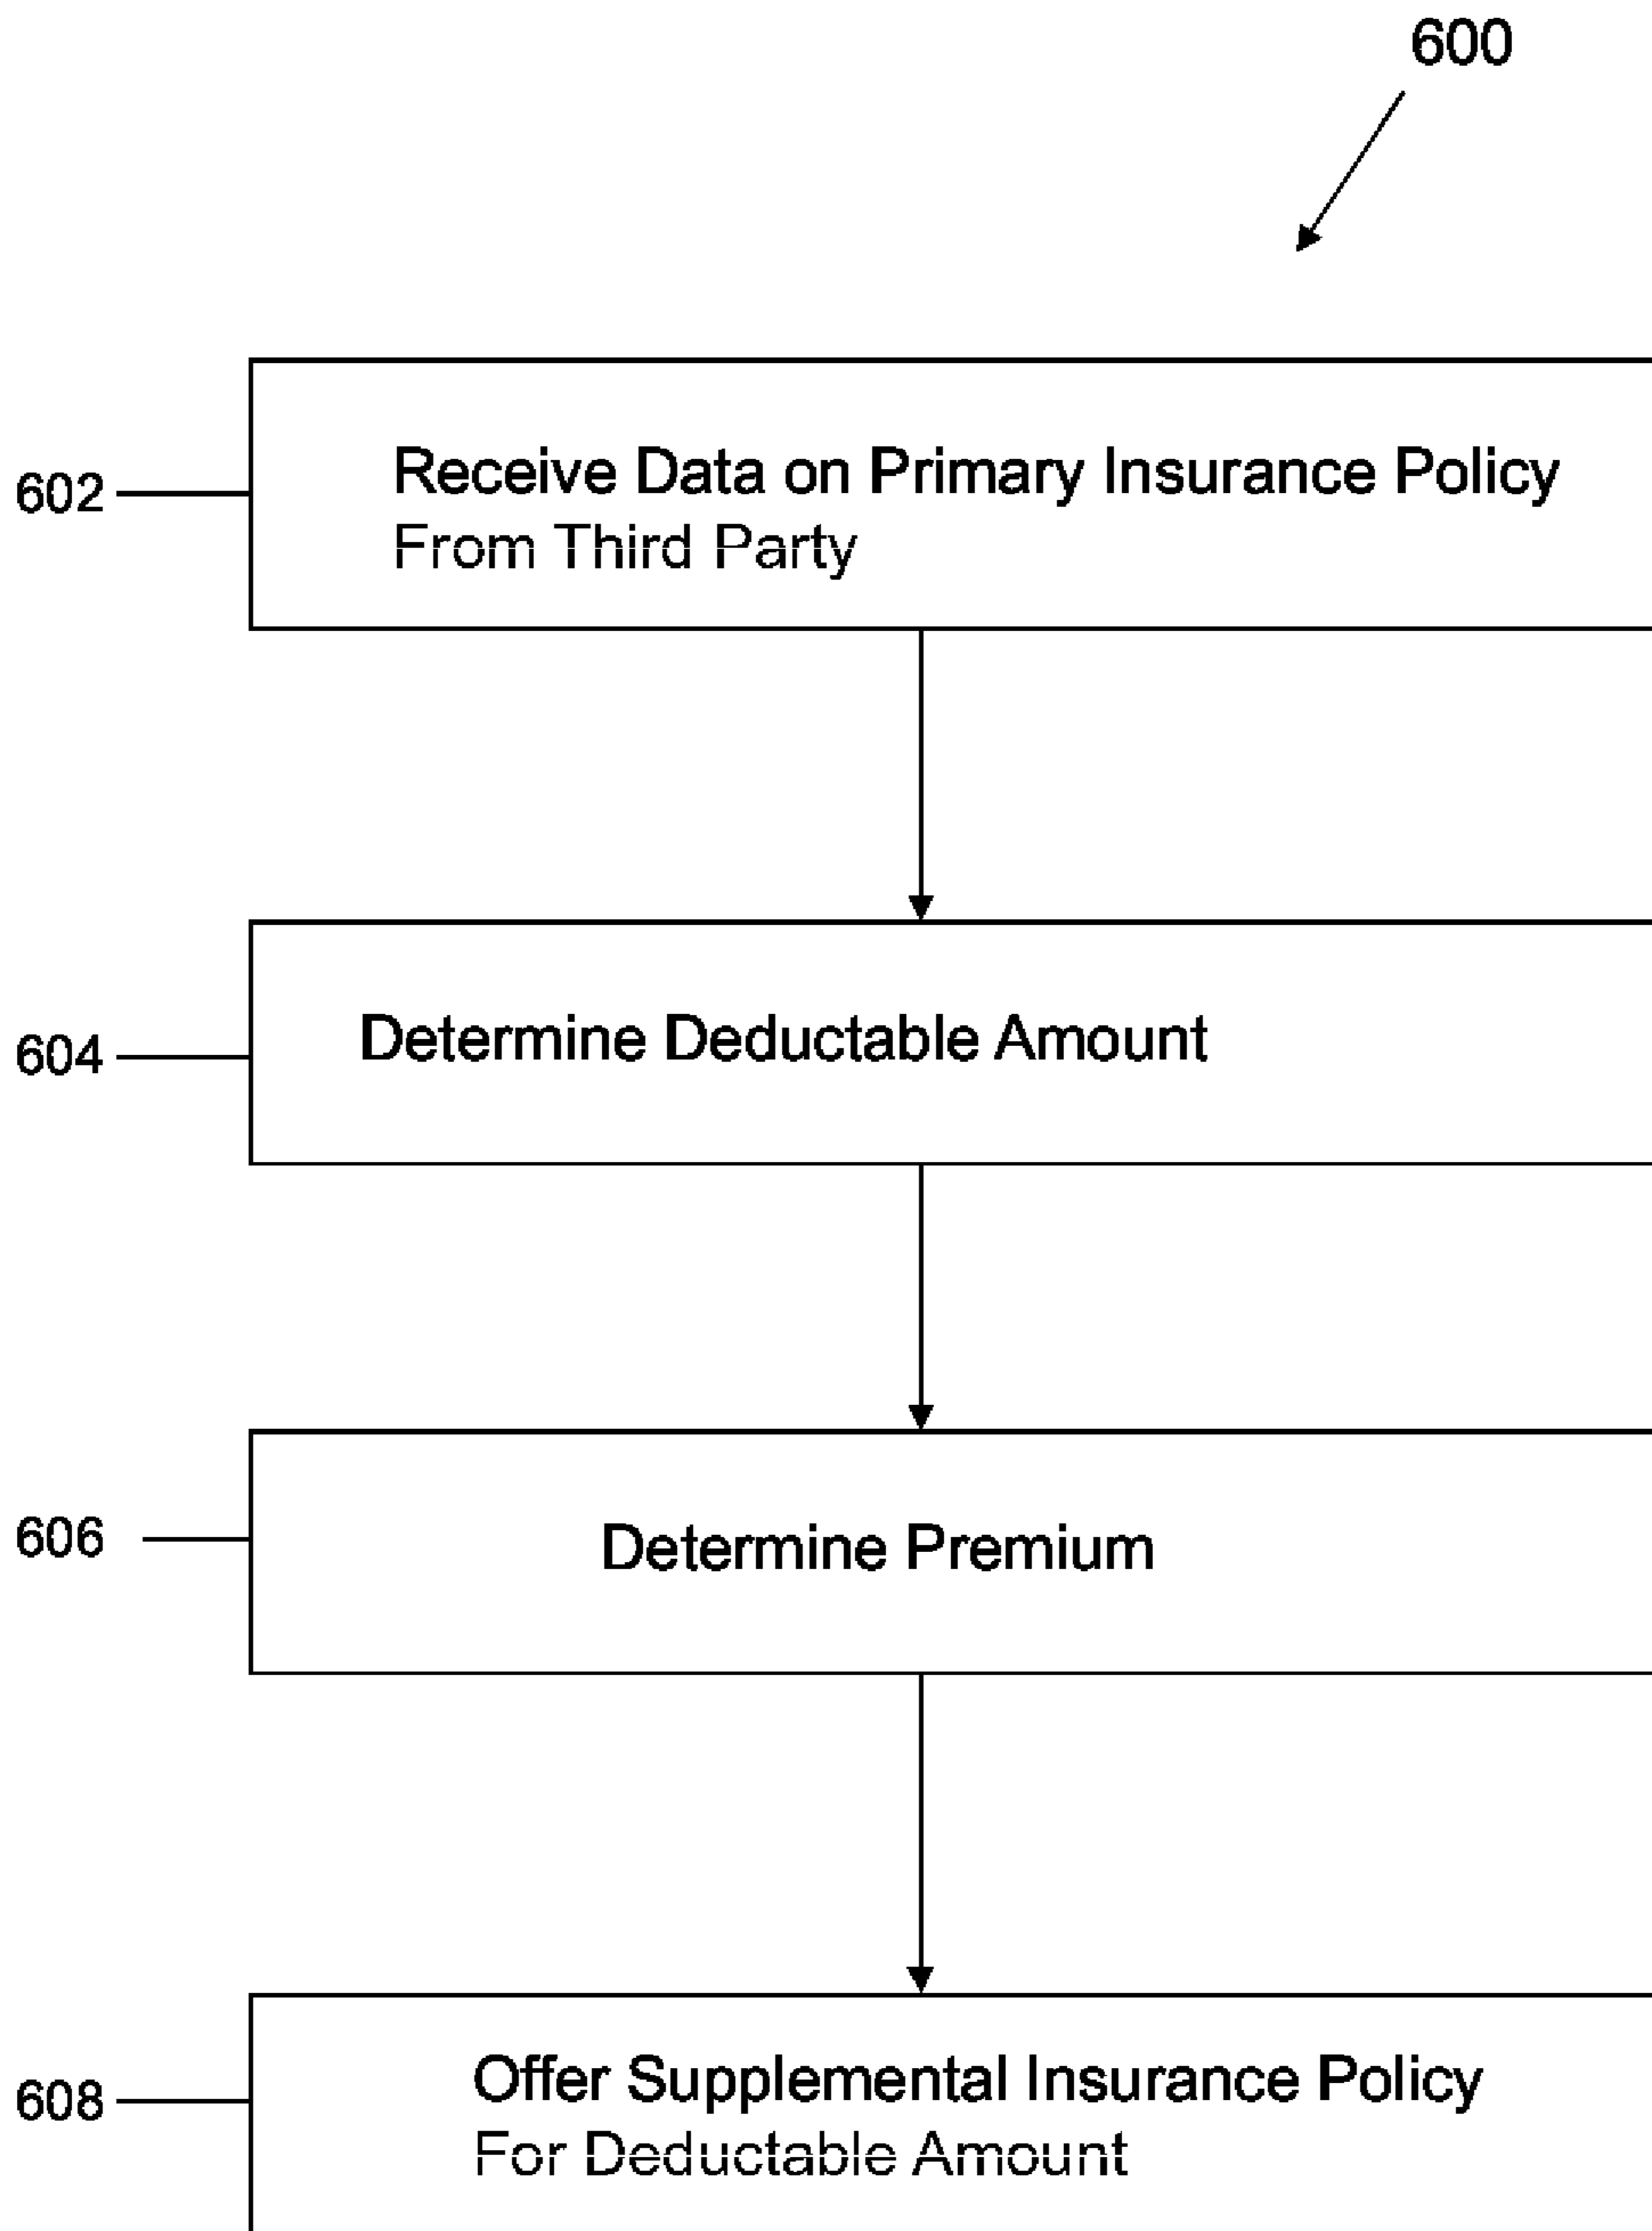 600
602
Receive Data on Primary Insurance Policy
From Third Party
604
Determine Deductable Amount
606
Determine Premium
608
Offer Supplemental Insurance Policy
For Deductable Amount